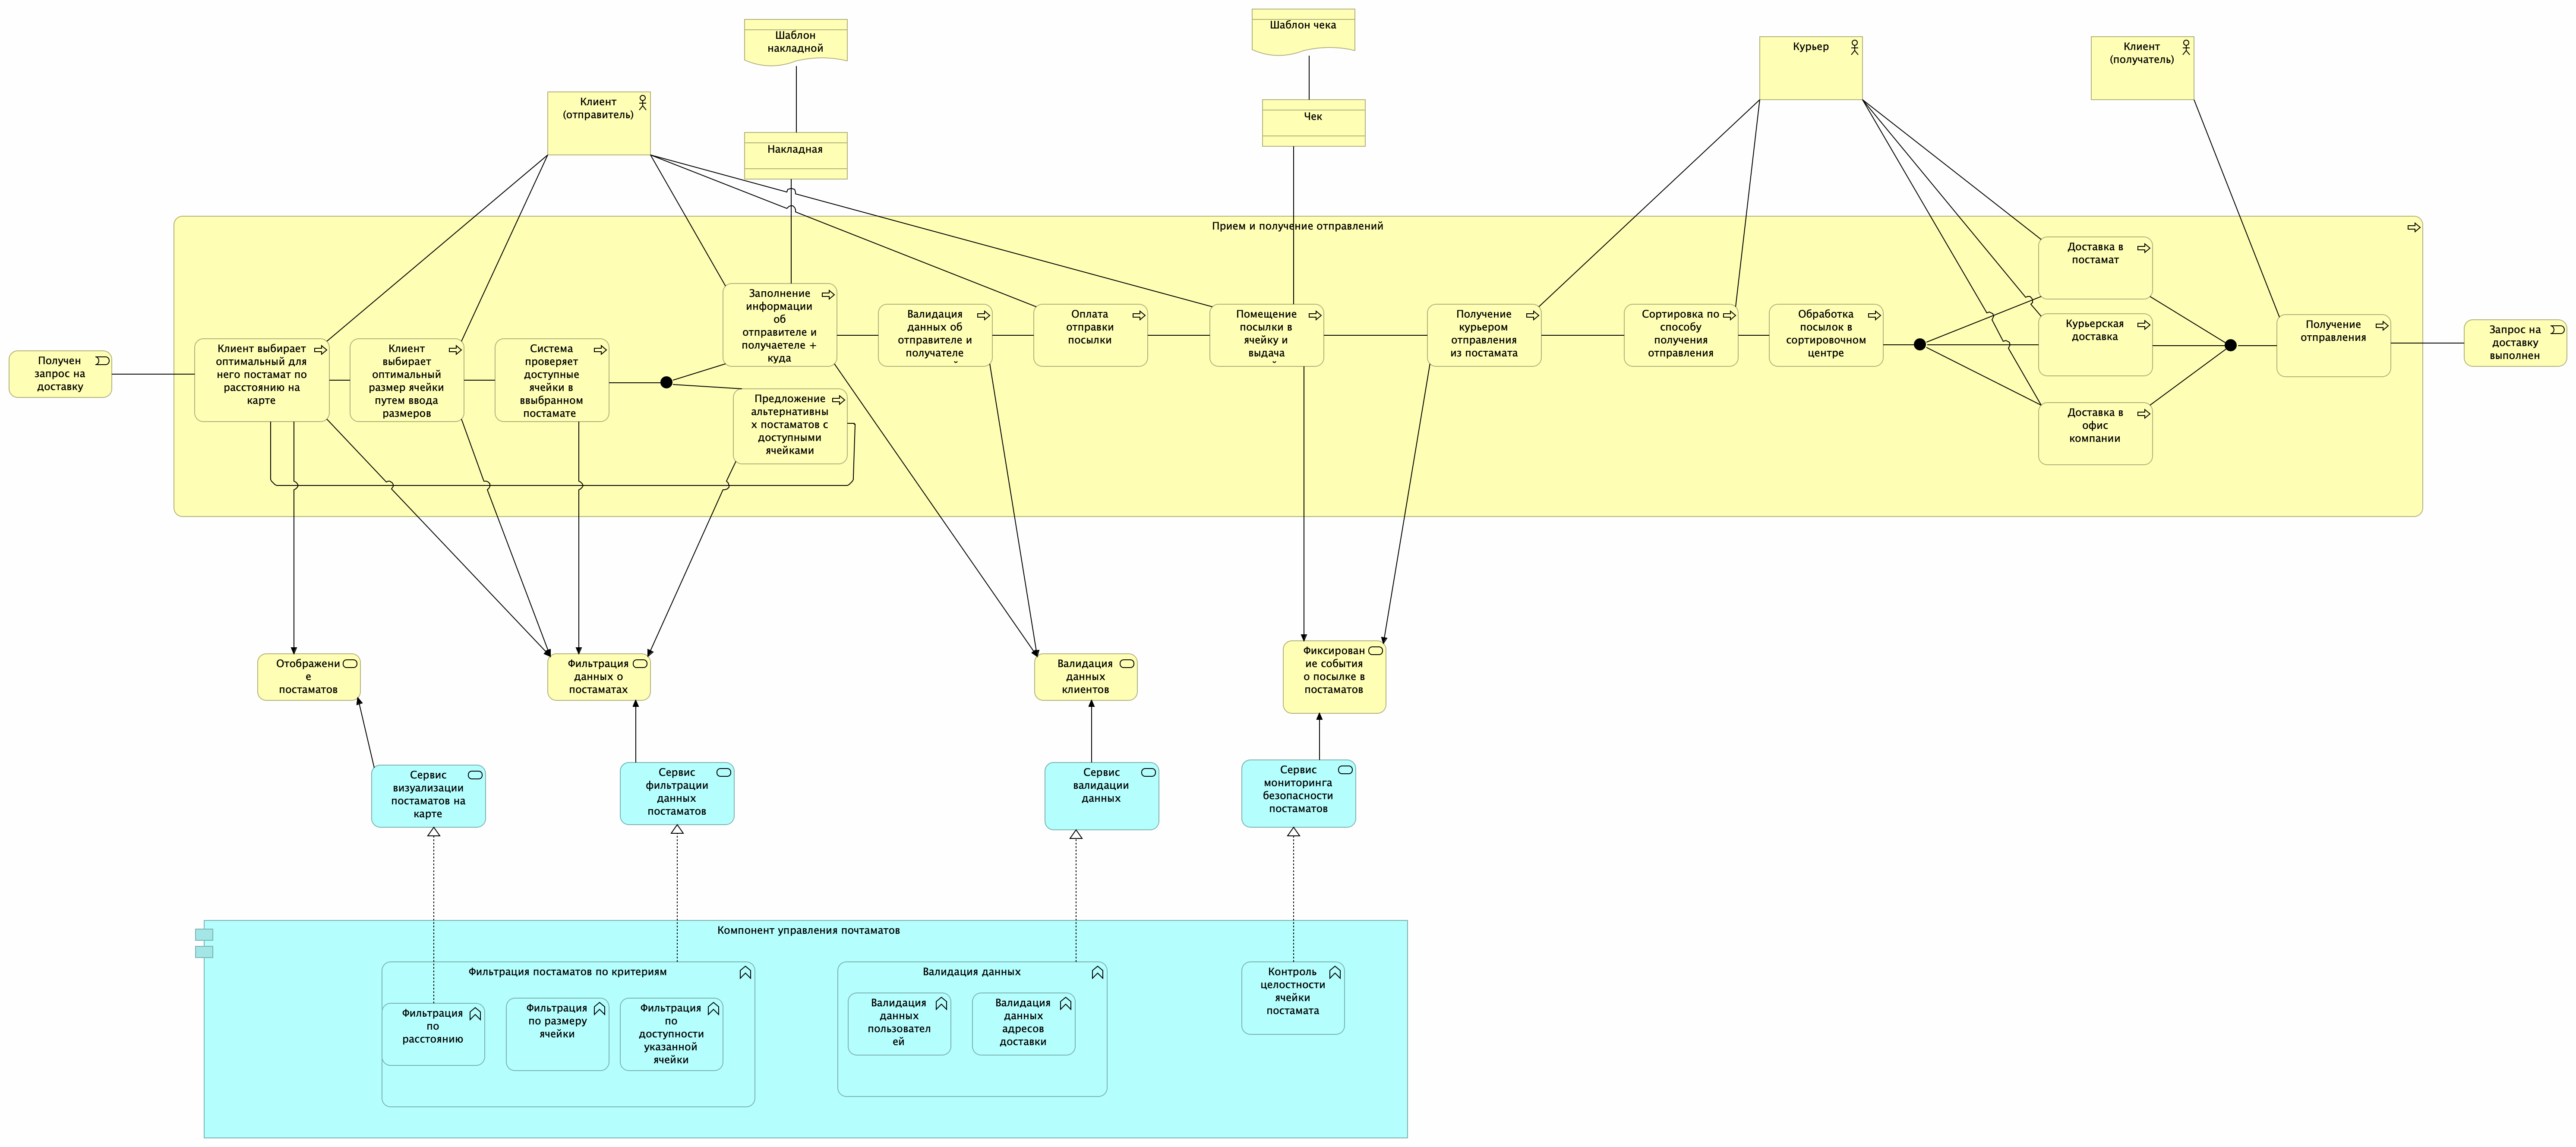 Шаблон
накладной
Шаблон чека
Курьер
Клиент
(получатель)
Клиент
(отправитель)
Накладная
Чек
Прием и получение отправлений
Получен
запрос на
доставку
Клиент выбирает
оптимальный для
него постамат по
расстоянию на
карте
Клиент
выбирает
оптимальный
размер ячейки
путем ввода
размеров
Система
проверяет
доступные
ячейки в
ввыбранном
постамате
Заполнение
информации
об
отправителе и
получаетеле +
куда
Предложение
альтернативны
х постаматов с
доступными
ячейками
Валидация
данных об
отправителе и
получателе
Оплата
отправки
посылки
Помещение
посылки в
ячейку и
выдача
Получение
курьером
отправления
из постамата
Сортировка по
способу
получения
отправления
Обработка
посылок в
сортировочном
центре
Доставка в
постамат
Курьерская
доставка
Доставка в
офис
компании
Получение
отправления
Запрос на
доставку
выполнен
Отображени
е
постаматов
Фильтрация
данных о
постаматах
Валидация
данных
клиентов
Фиксирован
ие события
о посылке в
постаматов
Сервис
визуализации
постаматов на
карте
Сервис
фильтрации
данных
постаматов
Сервис
валидации
данных
Сервис
мониторинга
безопасности
постаматов
Компонент управления почтаматов
Фильтрация постаматов по критериям
Фильтрация
по
расстоянию
Фильтрация
по размеру
ячейки
Фильтрация
по
доступности
указанной
ячейки
Валидация данных
Валидация
данных
пользовател
ей
Валидация
данных
адресов
доставки
Контроль
целостности
ячейки
постамата